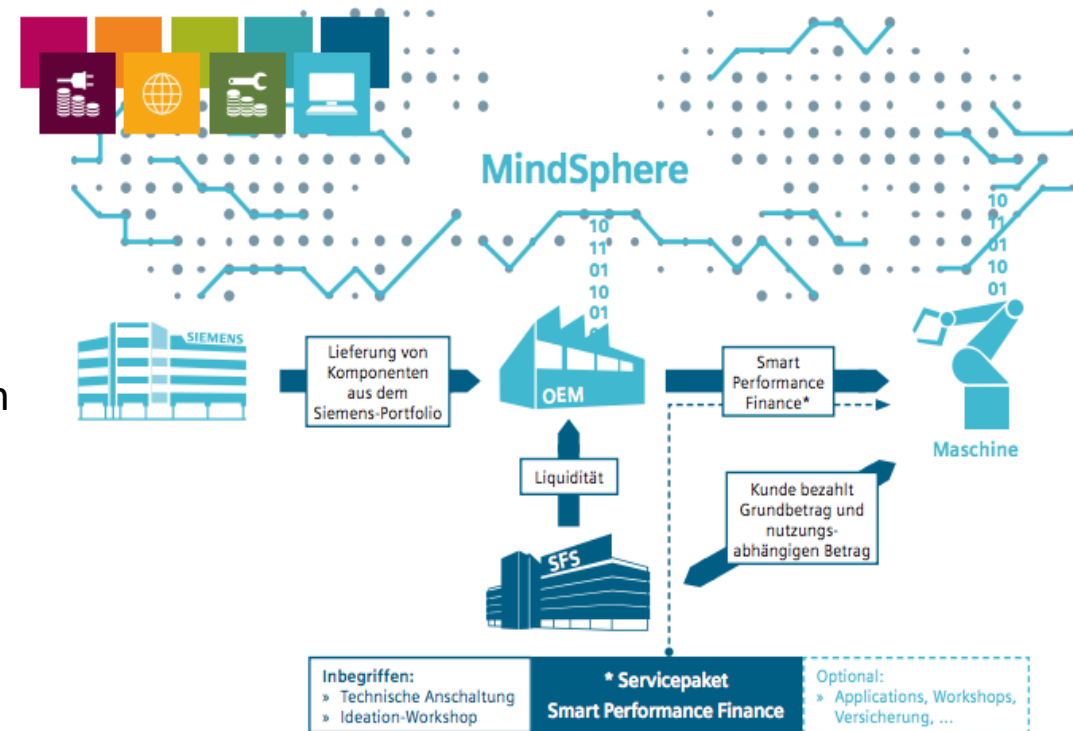 MindSphere
10
11
01
10
01
01
10
11
01
10
01
SIEMENS
Lieferung von
Komponenten
aus dem
Siemens-Portfolio
OEM
Smart
Performance
Finance*
Maschine
Liquidität
Kunde bezahlt
Grundbetrag und
nutzungs-
abhängigen Betrag
SFS
n
Inbegriffen:
» Technische Anschaltung
» Ideation-Workshop
* Servicepaket
Smart Performance Finance
Optional:
» Applications, Workshops,
Versicherung, ...